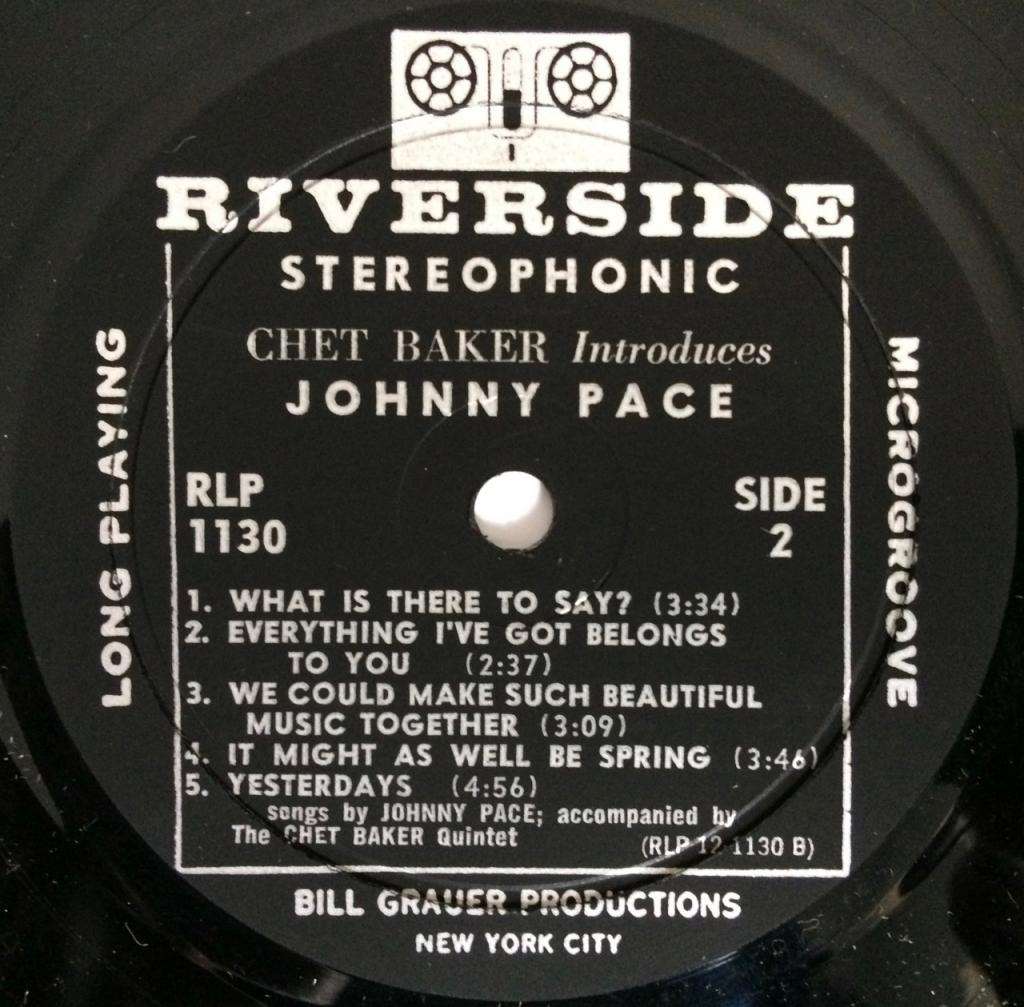 RIVERSIDE
STEREOPHONIC
CHET BAKER Introduces
JOHNNY PACE
LONG PLAYING
MICROGROOVE
RLP
1130
SIDE
2
1. WHAT IS THERE TO SAY? (3:34)
2. EVERYTHING I'VE GOT BELONGS
TO YOU (2:37)
3. WE COULD MAKE SUCH BEAUTIFUL
MUSIC TOGETHER (3:09)
4. IT MIGHT AS WELL BE SPRING (3:46)
5. YESTERDAYS (4:56)
songs by JOHNNY PACE; accompanied by
The CHET BAKER Quintet
(RLP 12-1130 B)
BILL GRAUER PRODUCTIONS
NEW YORK CITY